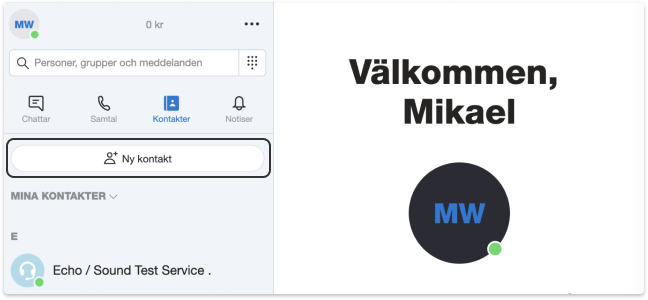 MW
0 kr
Personer, grupper och meddelanden
Chattar
Samtal
Kontakter
Notiser
Ny kontakt
MINA KONTAKTER
E
Echo / Sound Test Service .
Välkommen,
Mikael
MW